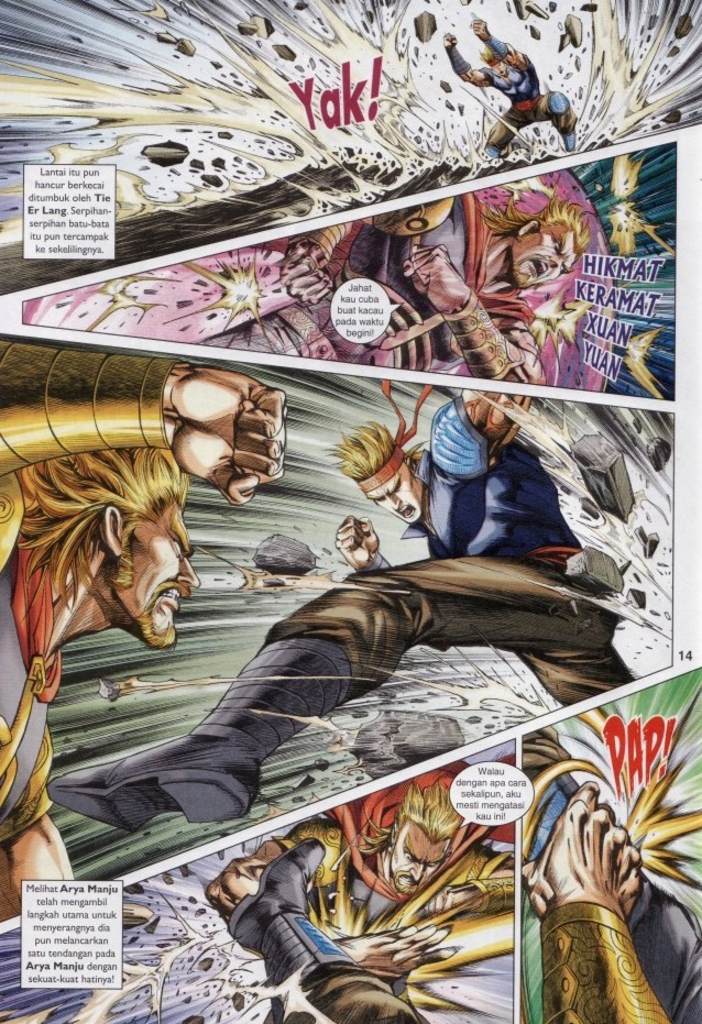 Yak!
Lantai itu pun
hancur berkecai
ditumbuk oleh Tie
Er Lang. Serpihan-
serpihan batu-bata
itu pun tercampak
ke sekelilingnya.
HIKMAT
KERAMAT
XUAN
YUAN
Jahat
kau cuba
buat kacau
pada waktu
begini!
14
Walau
dengan apa cara
sekalipun, aku
mesti mengatasi
kau ini!
PAP!
Melihat Arya Manju
telah mengambil
langkah utama untuk
menyerangnya, dia
pun melancarkan
satu tendangan pada
Arya Manju dengan
sekuat-kuat hatinya!